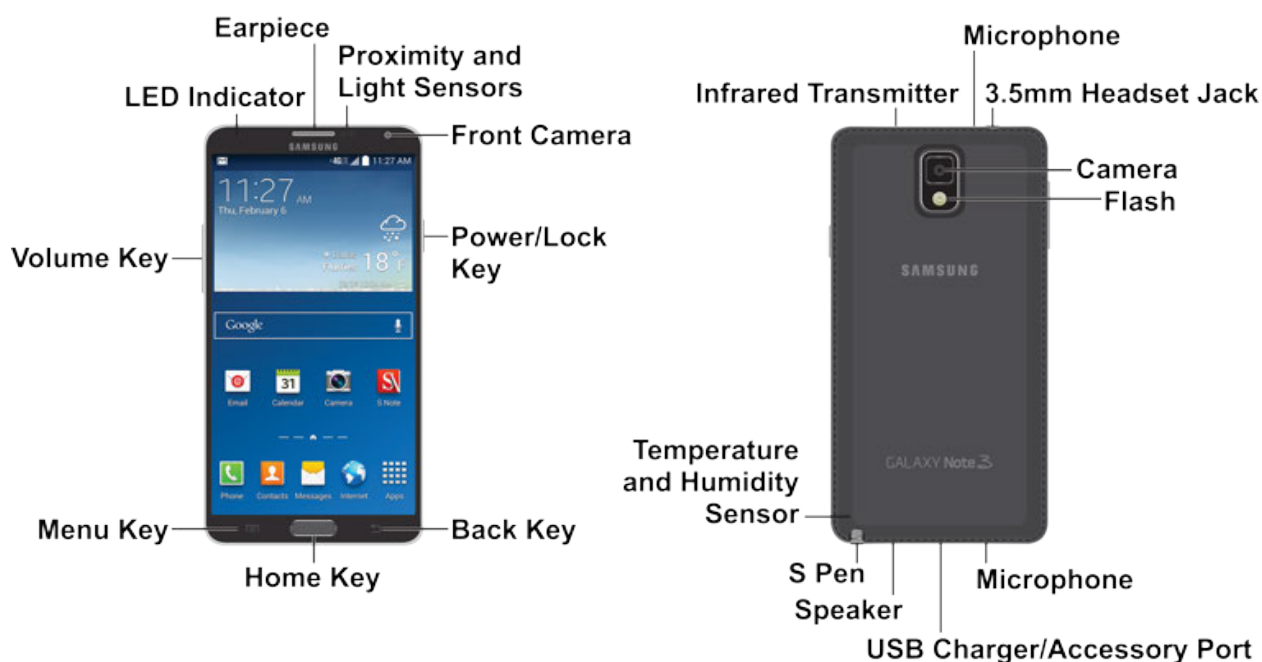 Earpiece
Proximity and
Light Sensors
LED Indicator
Front Camera
SAMSUNG
11:27 AM
11:27 AM
Thu, February 6
18°F
Volume Key
Power/Lock
Key
Google
31
Email Calendar Camera S Note
Phone Contacts Messages Internet Apps
Menu Key
Back Key
Home Key
Microphone
Infrared Transmitter
3.5mm Headset Jack
Camera
Flash
SAMSUNG
GALAXY Note 3
Temperature
and Humidity
Sensor
S Pen
Speaker
Microphone
USB Charger/Accessory Port